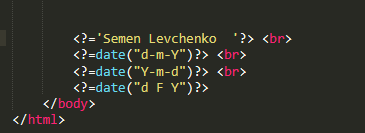 <?='Semen Levchenko  '?> <br>
<?=date("d-m-Y")?> <br>
<?=date("Y-m-d")?> <br>
<?=date("d F Y")?>
</body>
</html>